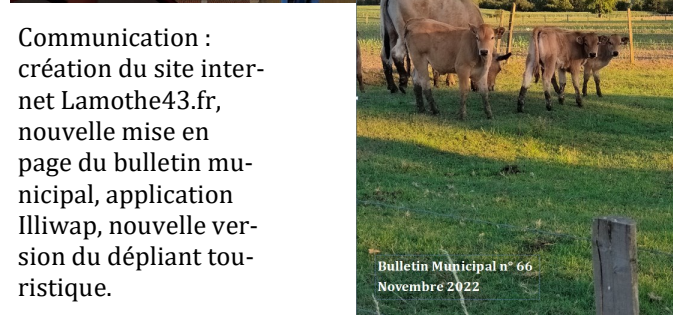 Communication :
création du site inter-
net Lamothe43.fr,
nouvelle mise en
page du bulletin mu-
nicipal, application
Illiwap, nouvelle ver-
sion du dépliant tou-
ristique.
Bulletin Municipal n° 66
Novembre 2022